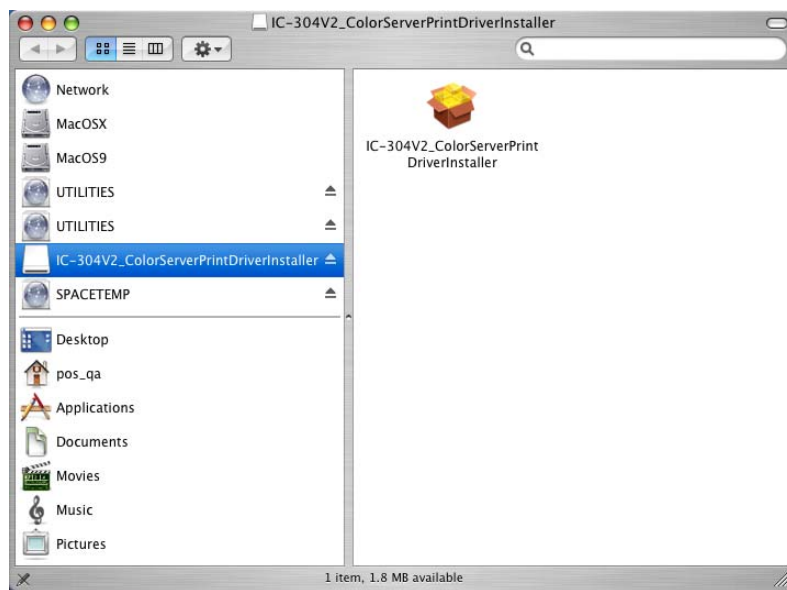 IC-304V2_ColorServerPrintDriverInstaller
Network
MacOSX
MacOS9
UTILITIES
UTILITIES
IC-304V2_ColorServerPrintDriverInstaller
SPACETEMP
Desktop
pos_qa
Applications
Documents
Movies
Music
Pictures
IC-304V2_ColorServerPrint
DriverInstaller
1 item, 1.8 MB available